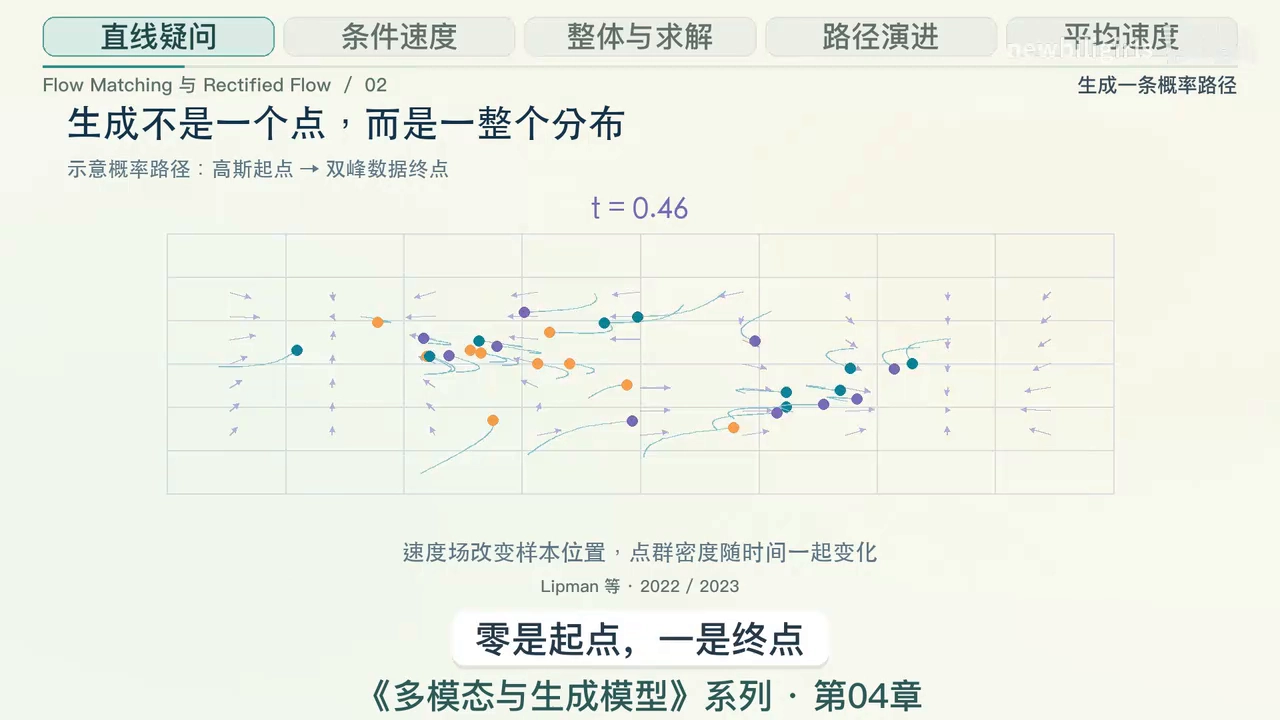 直线疑问
条件速度
整体与求解
路径演进
平均速度
Flow Matching 与 Rectified Flow / 02
生成一条概率路径
生成不是一个点，而是一整个分布
示意概率路径：高斯起点 → 双峰数据终点
t = 0.46
速度场改变样本位置，点群密度随时间一起变化
Lipman 等 · 2022 / 2023
零是起点，一是终点
《多模态与生成模型》系列 · 第04章